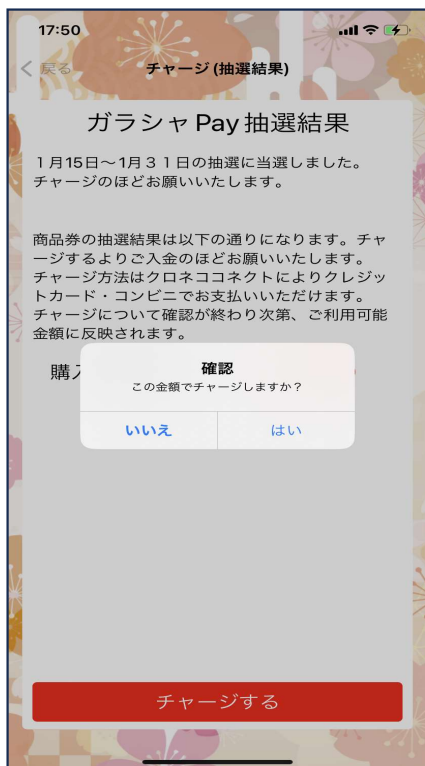 17:50
戻る
チャージ(抽選結果)
ガラシャPay抽選結果
1月15日～1月31日の抽選に当選しました。
チャージのほどお願いいたします。
商品券の抽選結果は以下の通りになります。チャ
ージするよりご入金のほどお願いいたします。
チャージ方法はクロネココネクトによりクレジッ
トカード・コンビニでお支払いいただけます。
チャージについて確認が終わり次第、ご利用可能
金額に反映されます。
購入
確認
この金額でチャージしますか?
いいえ
はい
チャージする